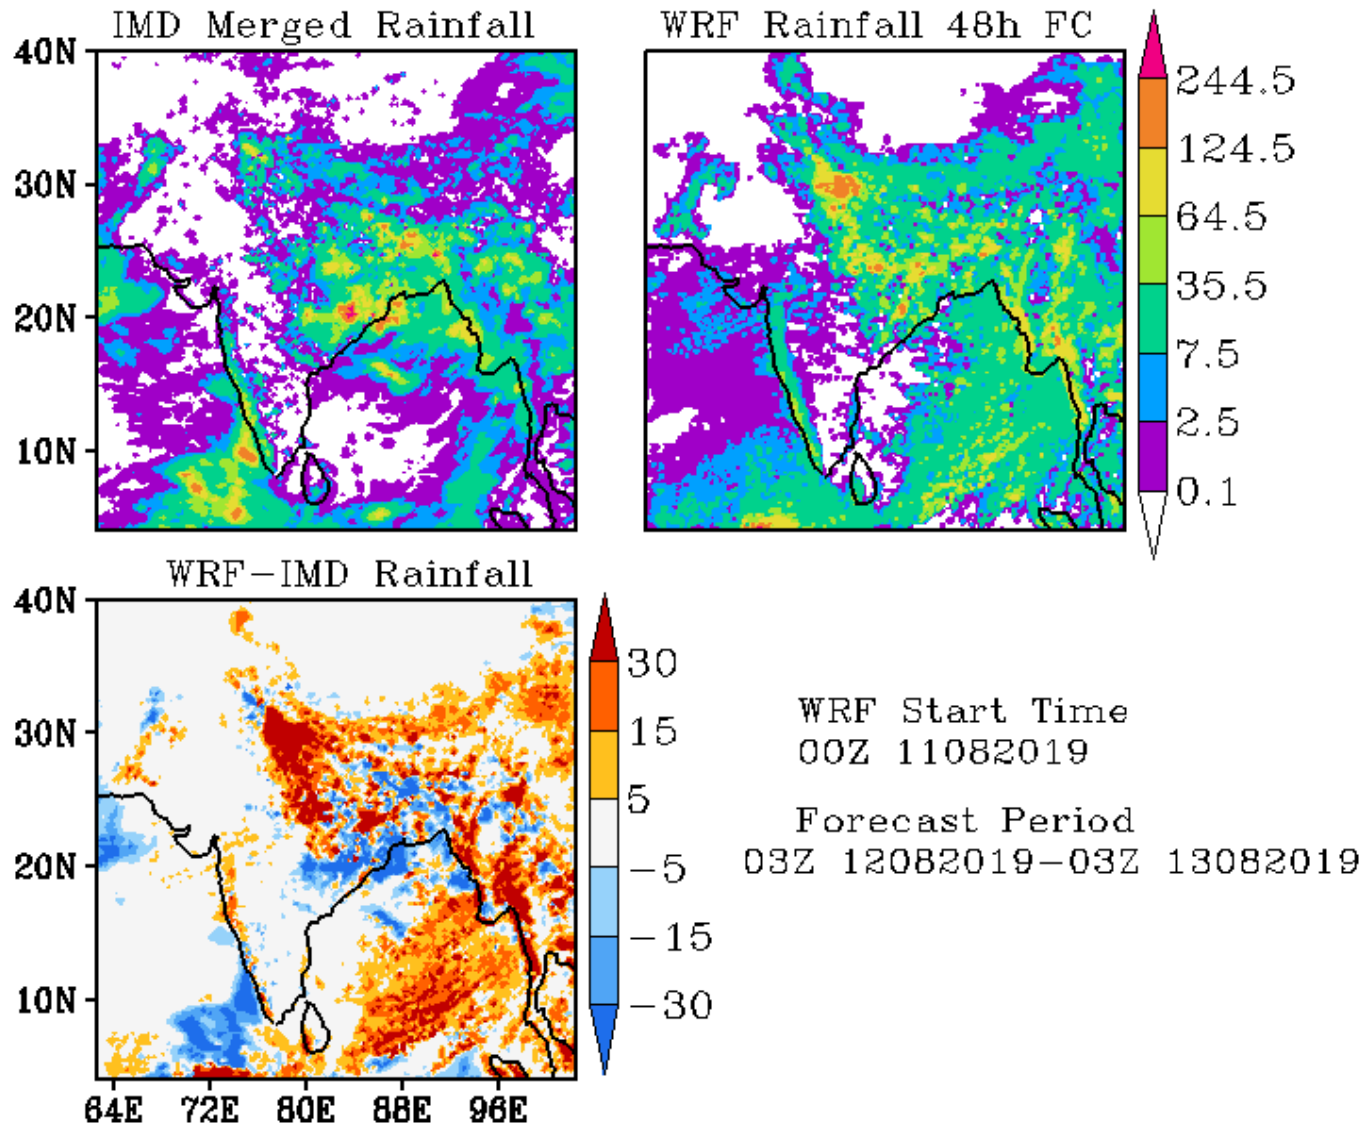 IMD Merged Rainfall
WRF Rainfall 48h FC
40N
30N
20N
10N
244.5
124.5
64.5
35.5
7.5
2.5
0.1
WRF-IMD Rainfall
40N
30N
20N
10N
64E 72E 80E 88E 96E
30
15
5
-5
-15
-30
WRF Start Time
00Z 11082019
Forecast Period
03Z 12082019-03Z 13082019